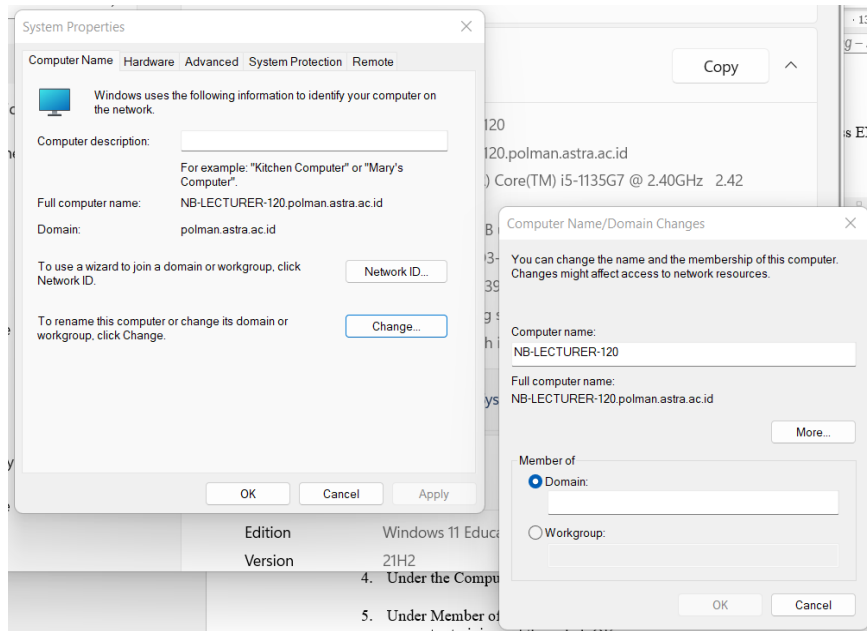 System Properties
Computer Name Hardware Advanced System Protection Remote
Windows uses the following information to identify your computer on
the network.
Computer description:
For example: "Kitchen Computer" or "Mary's
Computer".
Full computer name: NB-LECTURER-120.polman.astra.ac.id
Domain: polman.astra.ac.id
To use a wizard to join a domain or workgroup, click
Network ID.
Network ID...
To rename this computer or change its domain or
workgroup, click Change.
Change...
OK Cancel Apply
Copy
120
120.polman.astra.ac.id
) Core(TM) i5-1135G7 @ 2.40GHz 2.42
Edition Windows 11 Educa
Version 21H2
4. Under the Compu
5. Under Member of
Computer Name/Domain Changes
You can change the name and the membership of this computer.
Changes might affect access to network resources.
Computer name:
NB-LECTURER-120
Full computer name:
NB-LECTURER-120.polman.astra.ac.id
More...
Member of
Domain:
Workgroup:
OK Cancel